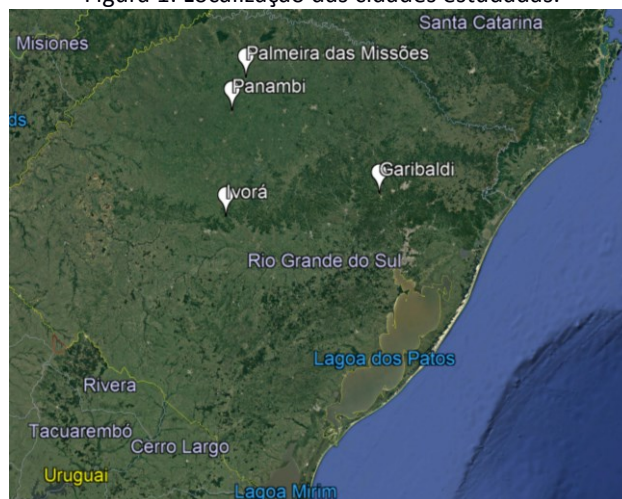 Figura 1: Localização das cidades estudadas.
Santa Catarina
Misiones
Palmeira das Missões
Panambi
ds
Garibaldi
Ivorá
Rio Grande do Sul
Lagoa dos Patos
Rivera
Tacuarembó
Cerro Largo
Uruguai
Lagoa Mirim